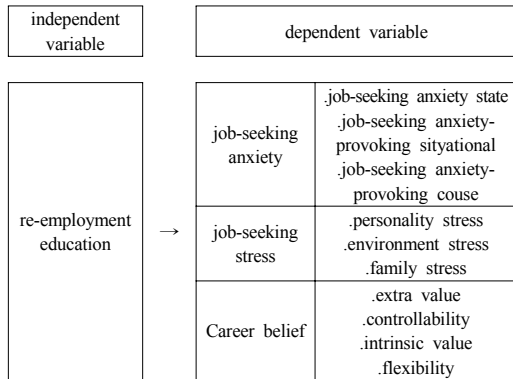 independent
variable
dependent variable
re-employment
education
→
job-seeking
anxiety
.job-seeking anxiety state
.job-seeking anxiety-
provoking sityational
.job-seeking anxiety-
provoking couse
job-seeking
stress
.personality stress
.environment stress
.family stress
Career belief
.extra value
.controllability
.intrinsic value
.flexibility